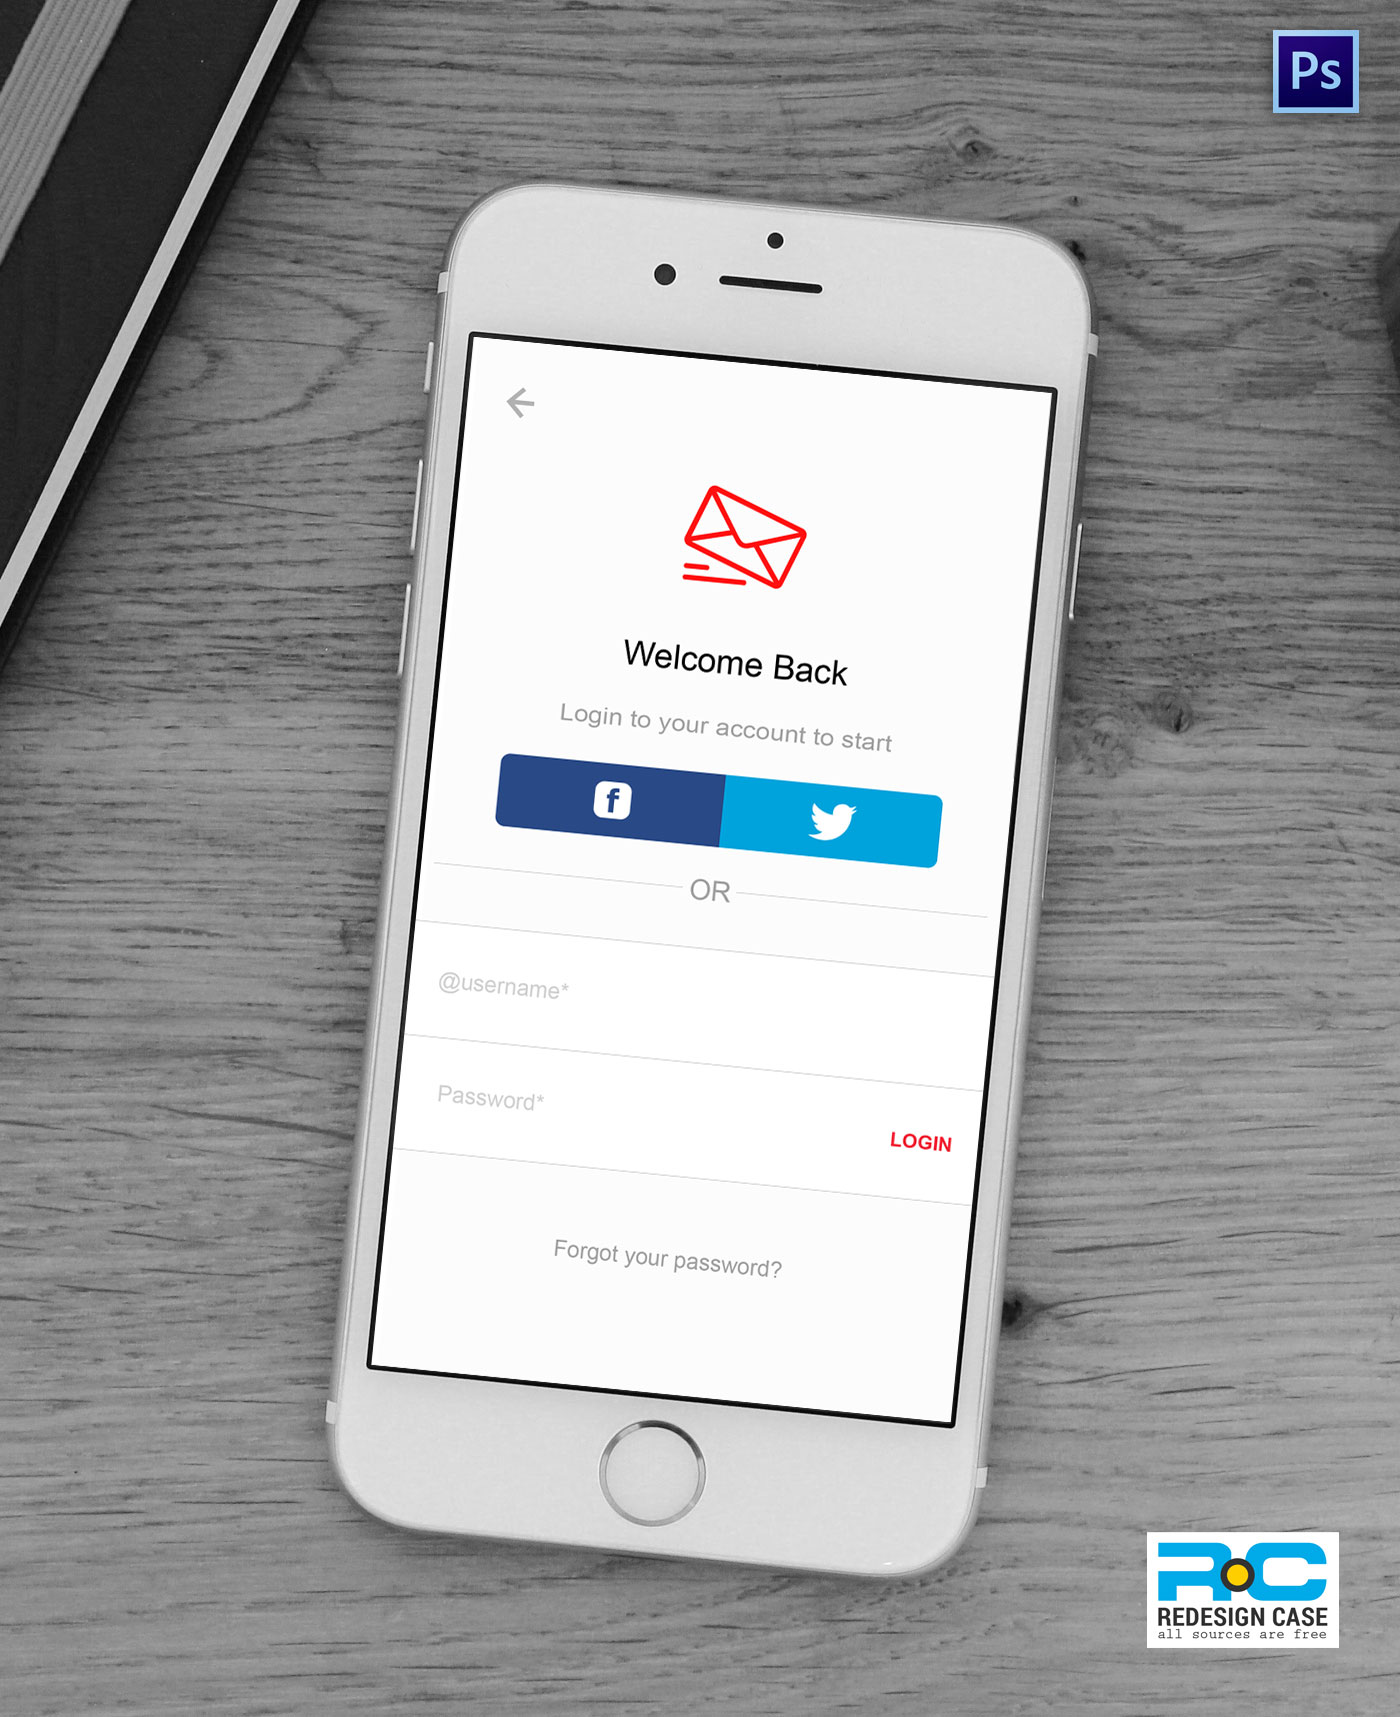 Ps
Welcome Back
Login to your account to start
f
OR
@username*
Password*
LOGIN
Forgot your password?
RC
REDESIGN CASE
all sources are free